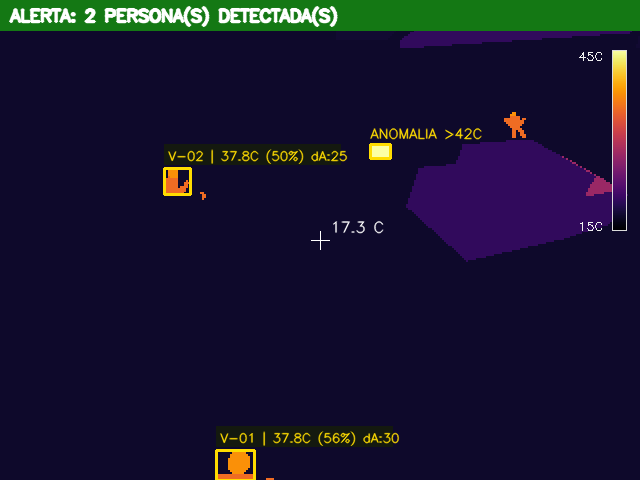 ALERTA: 2 PERSONA(S) DETECTADA(S)
45C
ANOMALIA >42C
V-02 | 37.8C (50%) dA:25
17.3 C
15C
V-01 | 37.8C (56%) dA:30